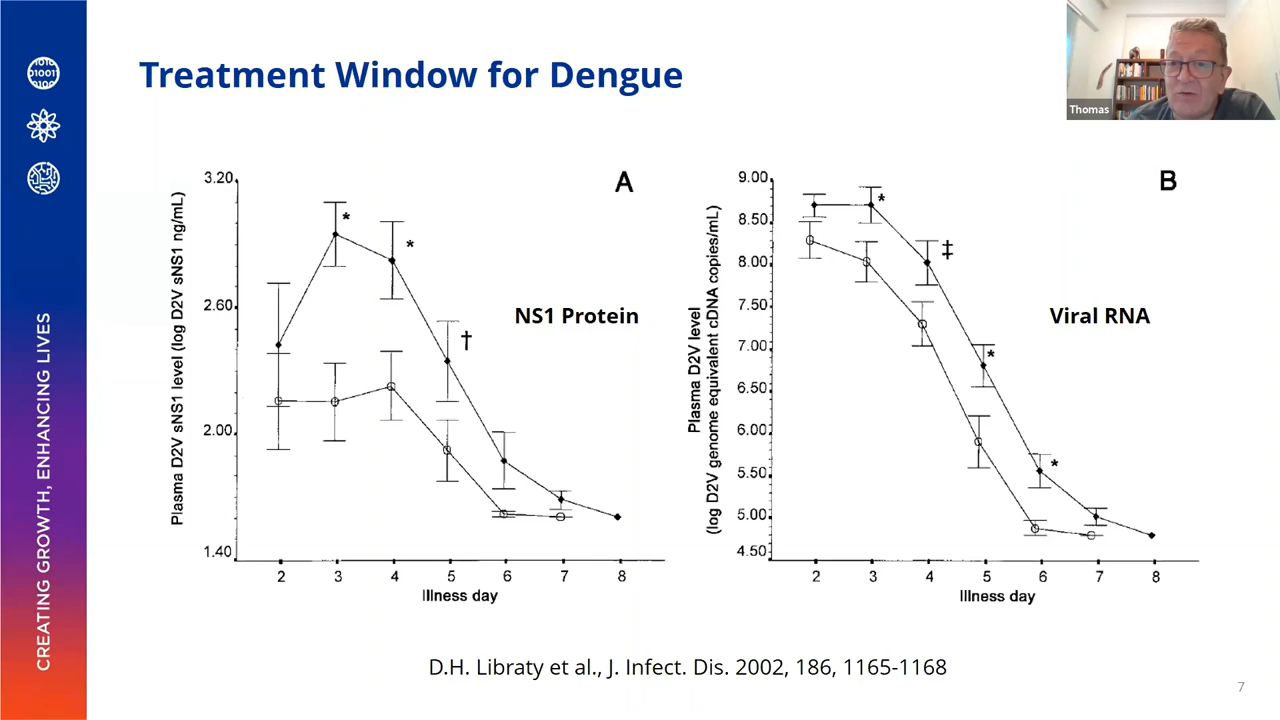 01001
CREATING GROWTH, ENHANCING LIVES
Treatment Window for Dengue
Thomas
A
Plasma D2V sNS1 level (log D2V sNS1 ng/mL)
3.20
2.60
2.00
1.40
*
*
†
NS1 Protein
2 3 4 5 6 7 8
Illness day
B
Plasma D2V level
(log D2V genome equivalent cDNA copies/mL)
9.00
8.50
8.00
7.50
7.00
6.50
6.00
5.50
5.00
4.50
*
‡
*
*
Viral RNA
2 3 4 5 6 7 8
Illness day
D.H. Libraty et al., J. Infect. Dis. 2002, 186, 1165-1168
7